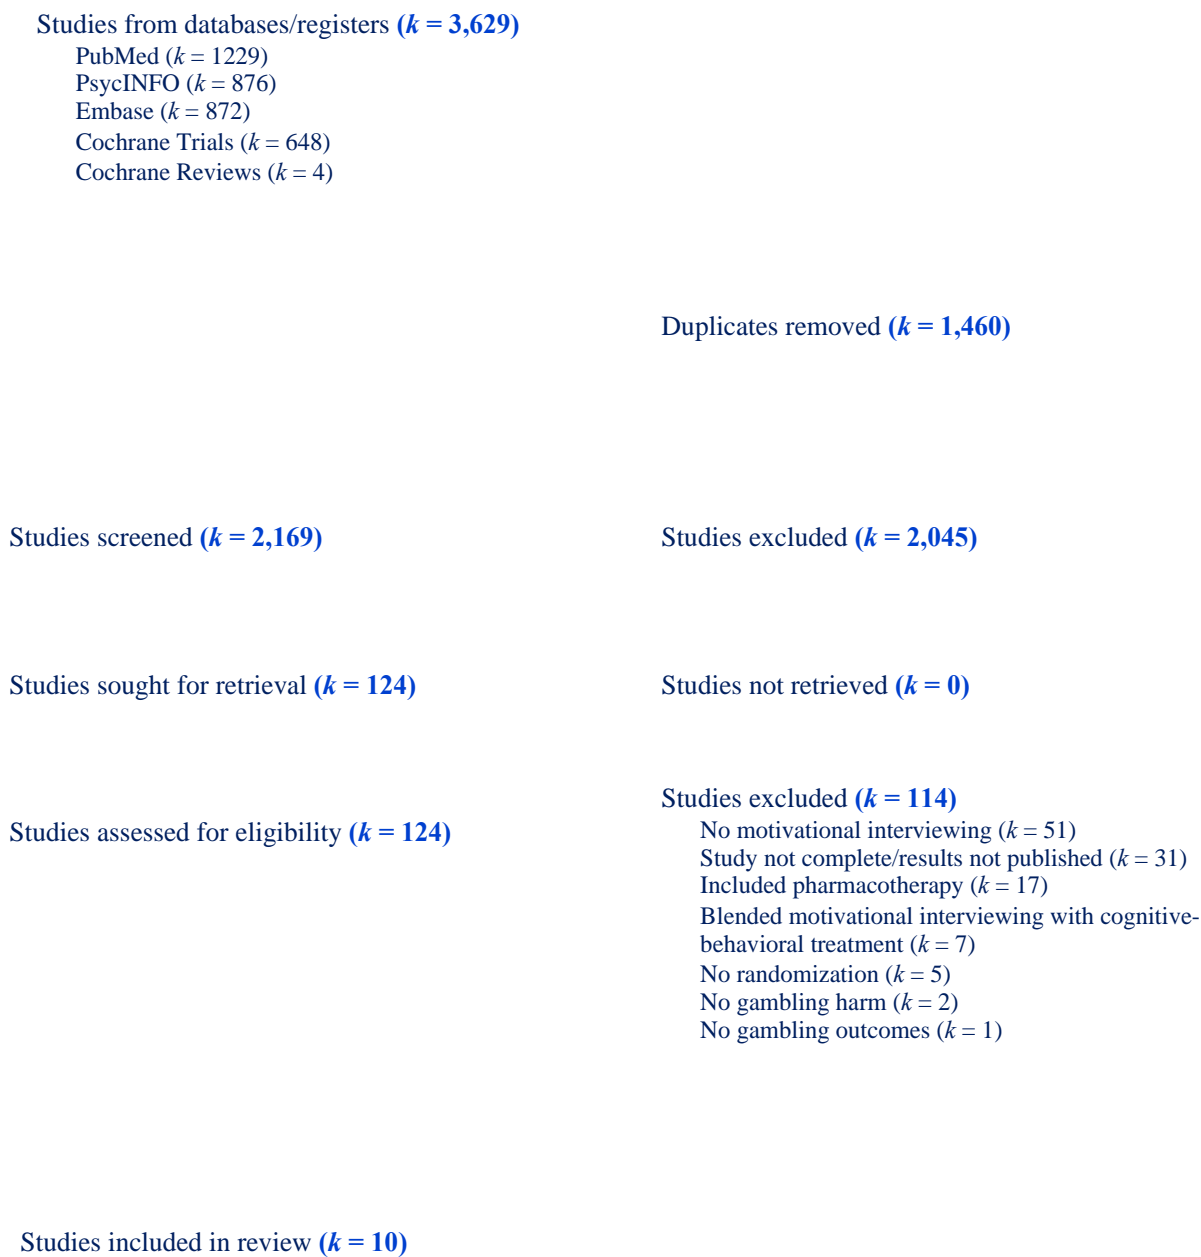 Studies from databases/registers (k = 3,629)
PubMed (k = 1229)
PsycINFO (k = 876)
Embase (k = 872)
Cochrane Trials (k = 648)
Cochrane Reviews (k = 4)
Duplicates removed (k = 1,460)
Studies screened (k = 2,169)
Studies excluded (k = 2,045)
Studies sought for retrieval (k = 124)
Studies not retrieved (k = 0)
Studies assessed for eligibility (k = 124)
Studies excluded (k = 114)
No motivational interviewing (k = 51)
Study not complete/results not published (k = 31)
Included pharmacotherapy (k = 17)
Blended motivational interviewing with cognitive-
behavioral treatment (k = 7)
No randomization (k = 5)
No gambling harm (k = 2)
No gambling outcomes (k = 1)
Studies included in review (k = 10)